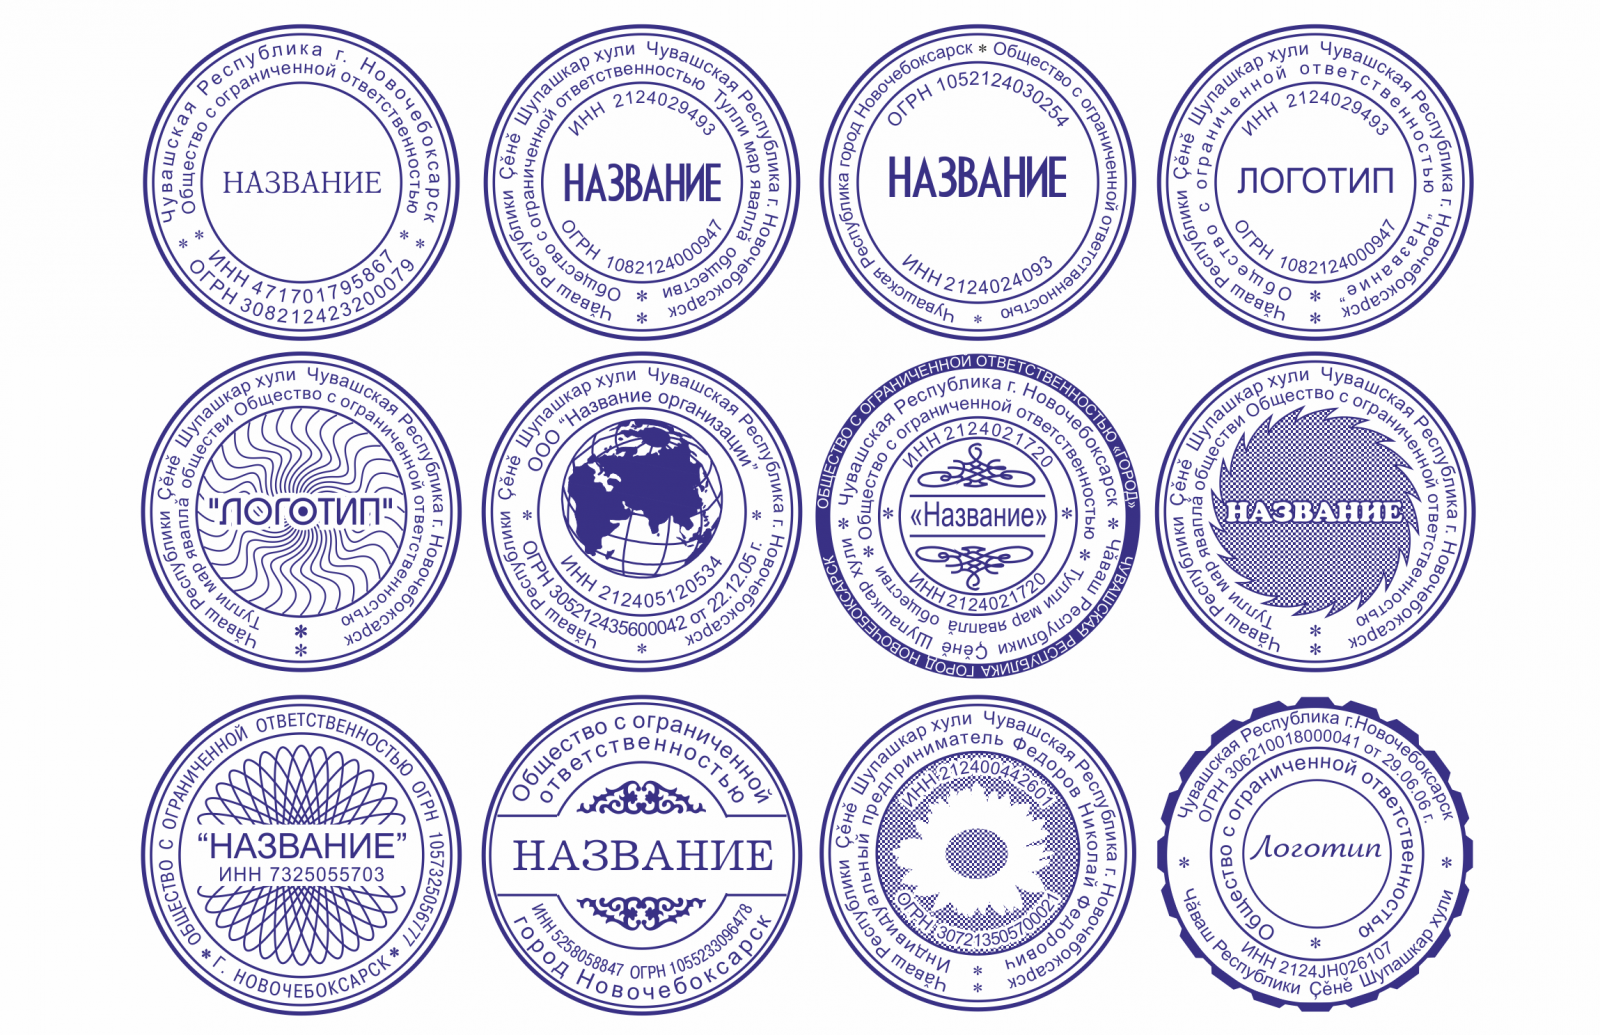 Чувашская Республика г. Новочебоксарск
Общество с ограниченной ответственностью
НАЗВАНИЕ
* ИНН 471701795867 *
* ОГРН 308212423200079 *
Чăваш Республики Çӗнӗ Шупашкар хули Чувашская Республика г. Новочебоксарск *
Общество с ограниченной ответственностью Тулли мар яваплă обществи *
ИНН 2124029493
НАЗВАНИЕ
ОГРН 1082124000947
Чувашская Республика город Новочебоксарск * Общество с ограниченной ответственностью *
ОГРН 1052124030254
НАЗВАНИЕ
ИНН 2124024093
Чăваш Республики Çӗнӗ Шупашкар хули Чувашская Республика г. Новочебоксарск *
Общество с ограниченной ответственностью "Название" *
ИНН 2124029493
ЛОГОТИП
ОГРН 1082124000947
Чăваш Республики Çӗнӗ Шупашкар хули Чувашская Республика г. Новочебоксарск *
Тулли мар яваплă обществи Общество с ограниченной ответственностью *
"ЛОГОТИП"
Чăваш Республики Çӗнӗ Шупашкар хули Чувашская Республика г. Новочебоксарск *
ООО "Название организации"
* ИНН 212405120534 *
ОГРН 305212435600042 от 22.12.05 г.
ОБЩЕСТВО С ОГРАНИЧЕННОЙ ОТВЕТСТВЕННОСТЬЮ «ГОРОД»
ЧУВАШСКАЯ РЕСПУБЛИКА ГОРОД НОВОЧЕБОКСАРСК
Чувашская Республика г. Новочебоксарск * Чăваш Республики Çӗнӗ Шупашкар хули *
Общество с ограниченной ответственностью * Тулли мар яваплă обществи *
ИНН 2124021720
* «Название» *
ИНН 2124021720
Чăваш Республики Çӗнӗ Шупашкар хули Чувашская Республика г. Новочебоксарск *
Тулли мар яваплă обществи Общество с ограниченной ответственностью *
НАЗВАНИЕ
ОБЩЕСТВО С ОГРАНИЧЕННОЙ ОТВЕТСТВЕННОСТЬЮ ОГРН 1057325056777
* Г. НОВОЧЕБОКСАРСК *
"НАЗВАНИЕ"
ИНН 7325055703
Общество с ограниченной
ответственностью
НАЗВАНИЕ
ИНН 5258058847 ОГРН 1055233096478
город Новочебоксарск
Чăваш Республики Çӗнӗ Шупашкар хули Чувашская Республика г. Новочебоксарск *
Индивидуальный предприниматель Федоров Николай Федорович *
ИНН 212400442601
ОГРН 307213505700021
Чувашская Республика г.Новочебоксарск
ОГРН 306210018000041 от 29.06.06 г.
Общество с ограниченной ответственностью *
Логотип
* ИНН 2124JH026107 *
Чăваш Республики Çӗнӗ Шупашкар хули